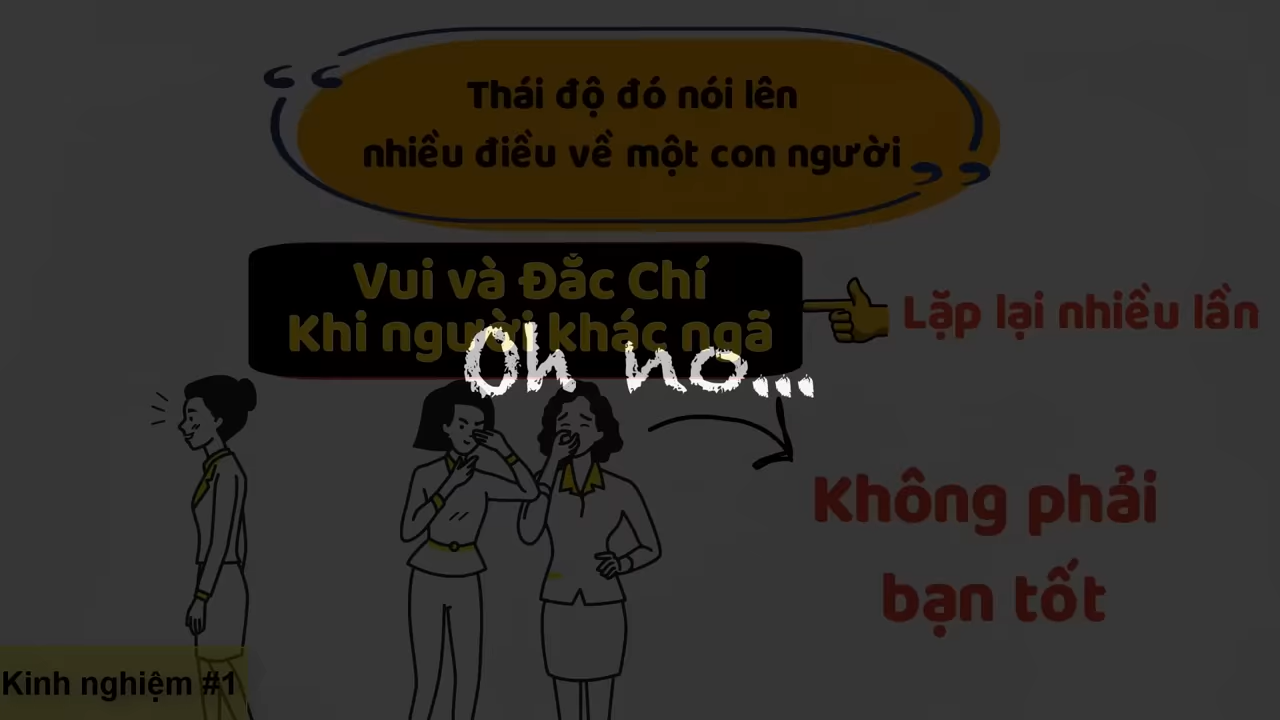 Thái độ đó nói lên
nhiều điều về một con người
Vui và Đắc Chí
Khi người khác ngã
Lặp lại nhiều lần
Oh no...
Không phải
bạn tốt
Kinh nghiệm #1